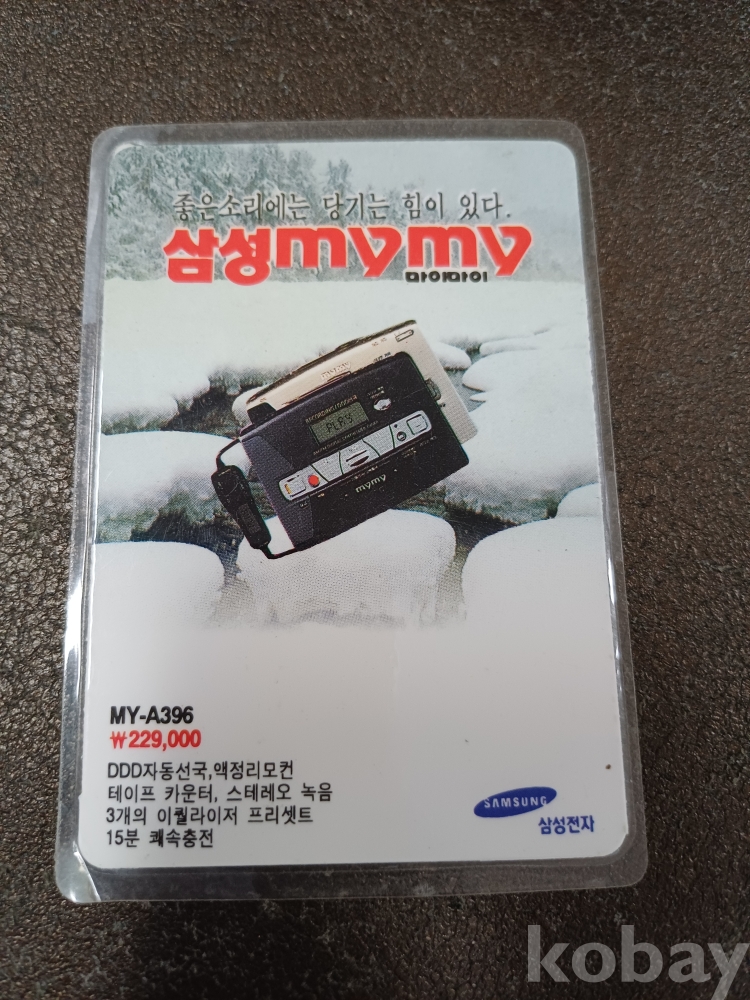 좋은소리에는 당기는 힘이 있다.
삼성mymy
마이마이
PLAY
mymy
MY-A396
₩229,000
DDD자동선국,액정리모컨
테이프 카운터, 스테레오 녹음
3개의 이퀄라이저 프리셋트
15분 쾌속충전
SAMSUNG
삼성전자
kobay